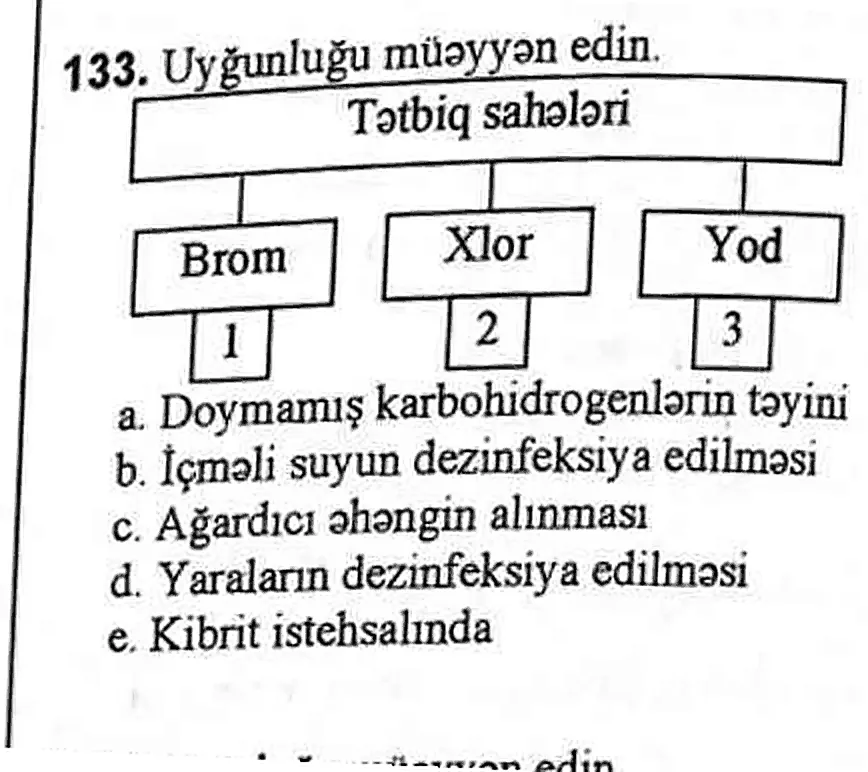 133. Uyğunluğu müəyyən edin.
Tətbiq sahələri
Brom Xlor Yod
1 2 3
a. Doymamış karbohidrogenlərin təyini
b. İçməli suyun dezinfeksiya edilməsi
c. Ağardıcı əhəngin alınması
d. Yaraların dezinfeksiya edilməsi
e. Kibrit istehsalında
edin